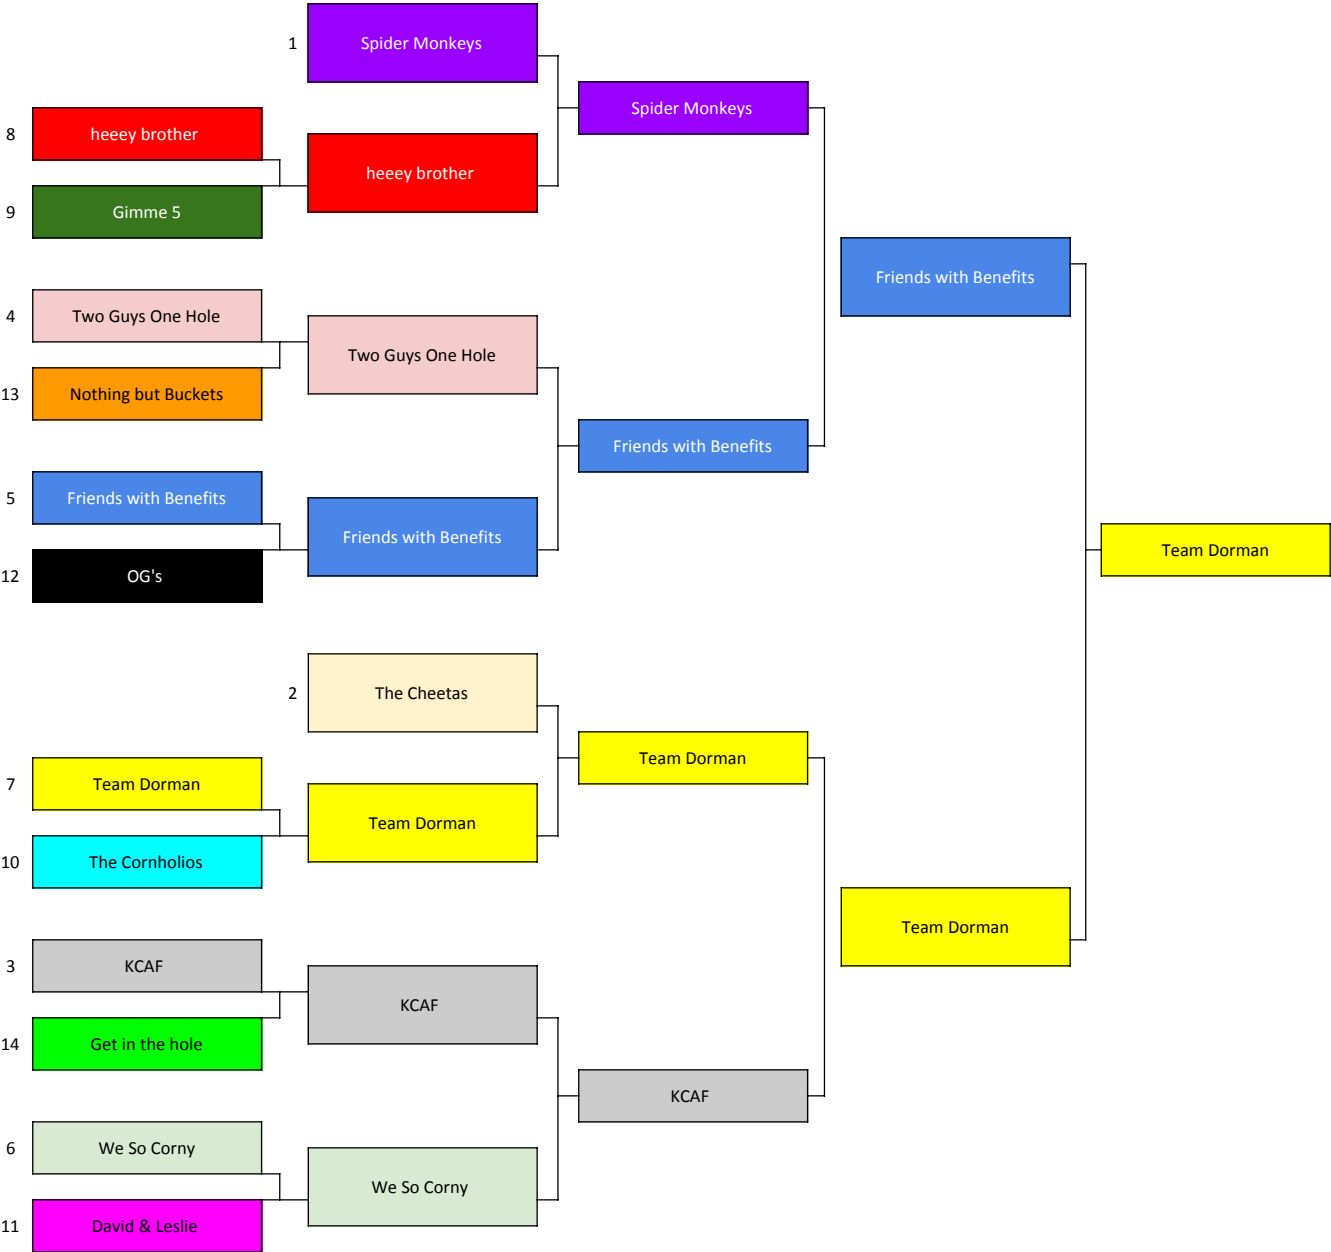 1 Spider Monkeys
Spider Monkeys
8 heeey brother
heeey brother
9 Gimme 5
Friends with Benefits
4 Two Guys One Hole
Two Guys One Hole
13 Nothing but Buckets
Friends with Benefits
5 Friends with Benefits
Friends with Benefits
12 OG's
Team Dorman
2 The Cheetas
Team Dorman
7 Team Dorman
Team Dorman
10 The Cornholios
Team Dorman
3 KCAF
KCAF
14 Get in the hole
KCAF
6 We So Corny
We So Corny
11 David & Leslie